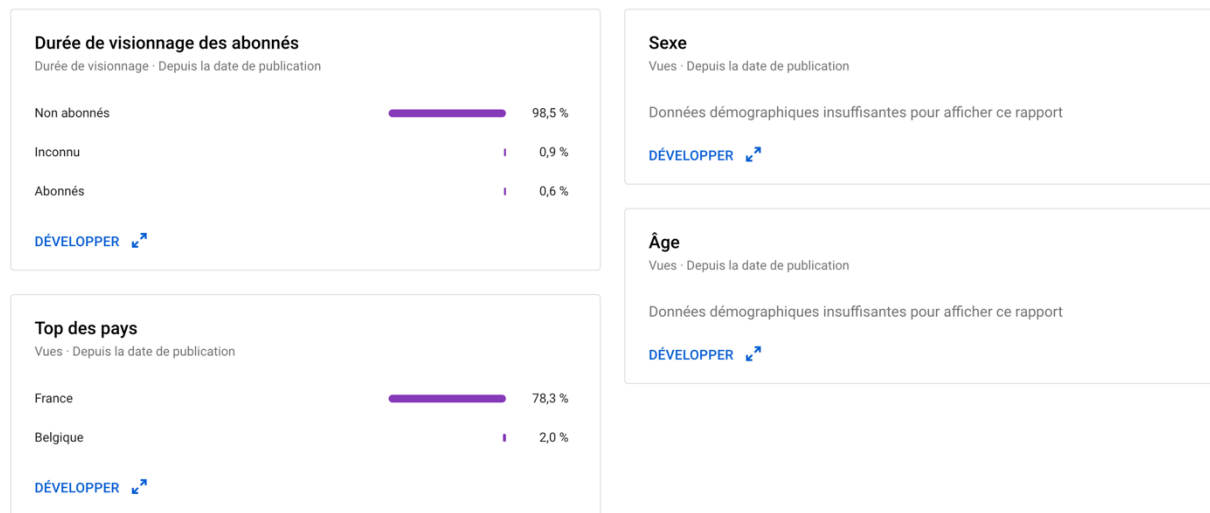 Durée de visionnage des abonnés
Durée de visionnage · Depuis la date de publication
Non abonnés 98,5 %
Inconnu 0,9 %
Abonnés 0,6 %
DÉVELOPPER
Top des pays
Vues · Depuis la date de publication
France 78,3 %
Belgique 2,0 %
DÉVELOPPER
Sexe
Vues · Depuis la date de publication
Données démographiques insuffisantes pour afficher ce rapport
DÉVELOPPER
Âge
Vues · Depuis la date de publication
Données démographiques insuffisantes pour afficher ce rapport
DÉVELOPPER